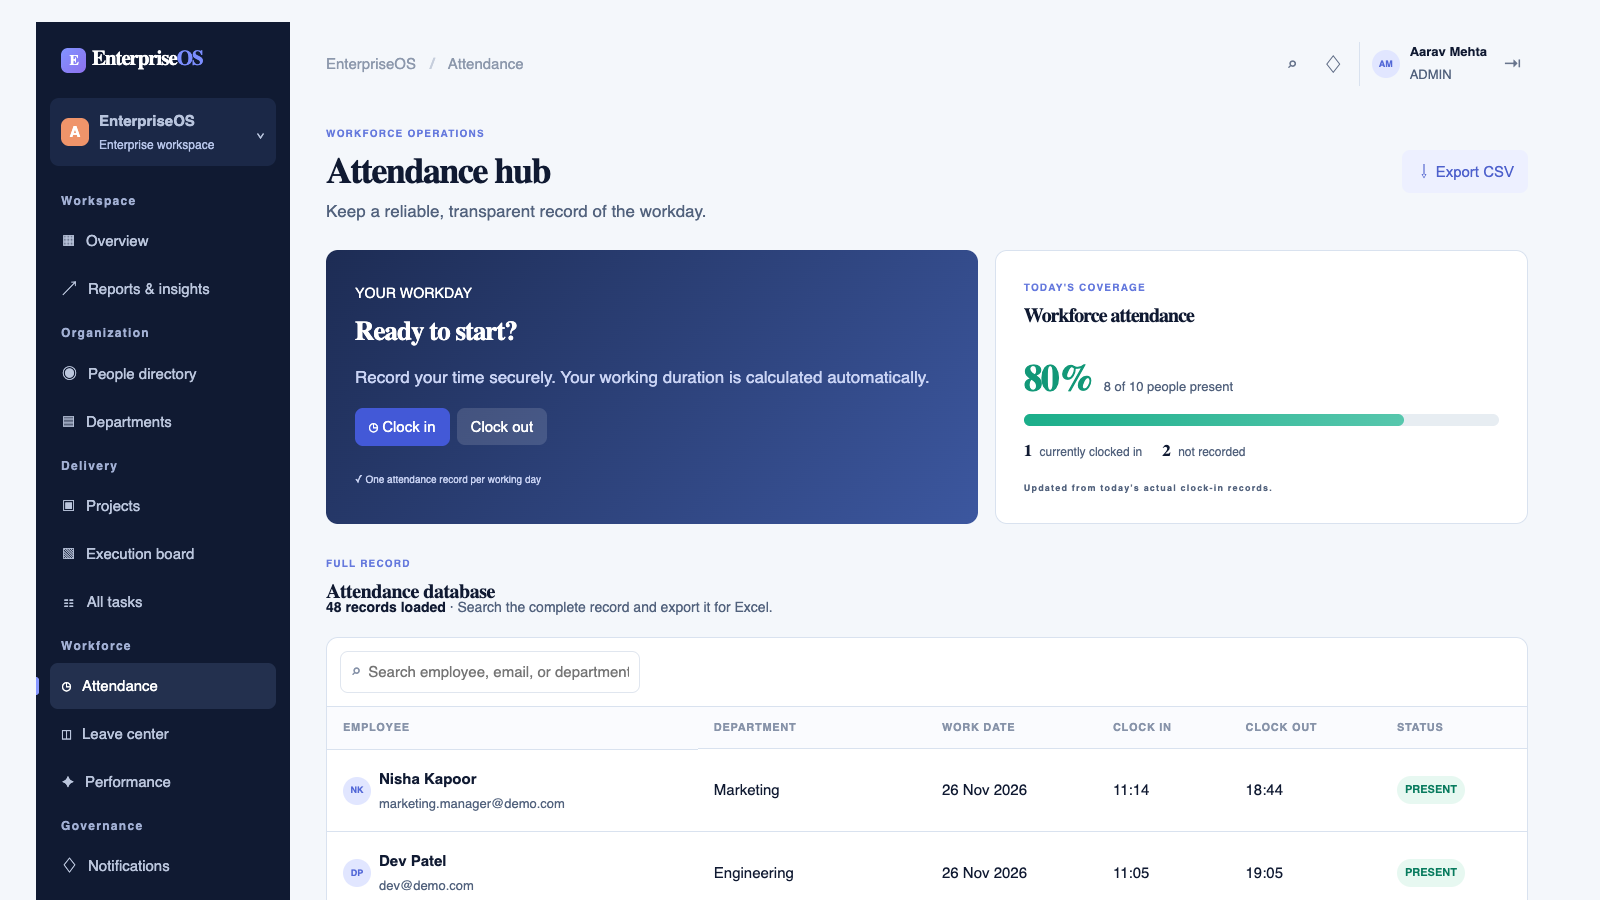 E EnterpriseOS
A EnterpriseOS
Enterprise workspace
Workspace
Overview
Reports & insights
Organization
People directory
Departments
Delivery
Projects
Execution board
All tasks
Workforce
Attendance
Leave center
Performance
Governance
Notifications
EnterpriseOS / Attendance
AM Aarav Mehta
ADMIN
WORKFORCE OPERATIONS
Attendance hub
Keep a reliable, transparent record of the workday.
↓ Export CSV
YOUR WORKDAY
Ready to start?
Record your time securely. Your working duration is calculated automatically.
Clock in Clock out
✓ One attendance record per working day
TODAY'S COVERAGE
Workforce attendance
80% 8 of 10 people present
1 currently clocked in 2 not recorded
Updated from today's actual clock-in records.
FULL RECORD
Attendance database
48 records loaded · Search the complete record and export it for Excel.
Search employee, email, or department
EMPLOYEE DEPARTMENT WORK DATE CLOCK IN CLOCK OUT STATUS
NK Nisha Kapoor
marketing.manager@demo.com
Marketing 26 Nov 2026 11:14 18:44 PRESENT
DP Dev Patel
dev@demo.com
Engineering 26 Nov 2026 11:05 19:05 PRESENT